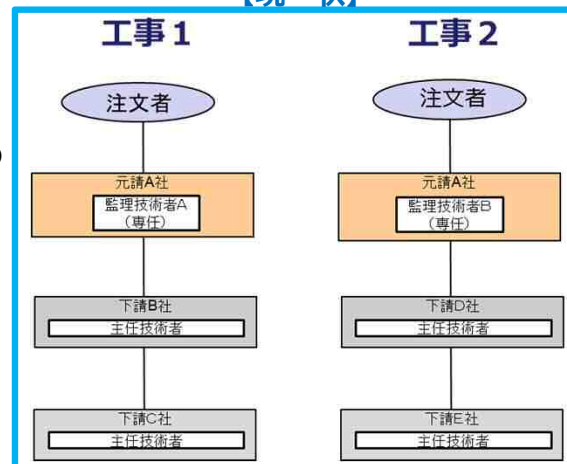 工事1
工事2
注文者
注文者
元請A社
監理技術者A
(専任)
元請A社
監理技術者B
(専任)
下請B社
主任技術者
下請D社
主任技術者
下請C社
主任技術者
下請E社
主任技術者